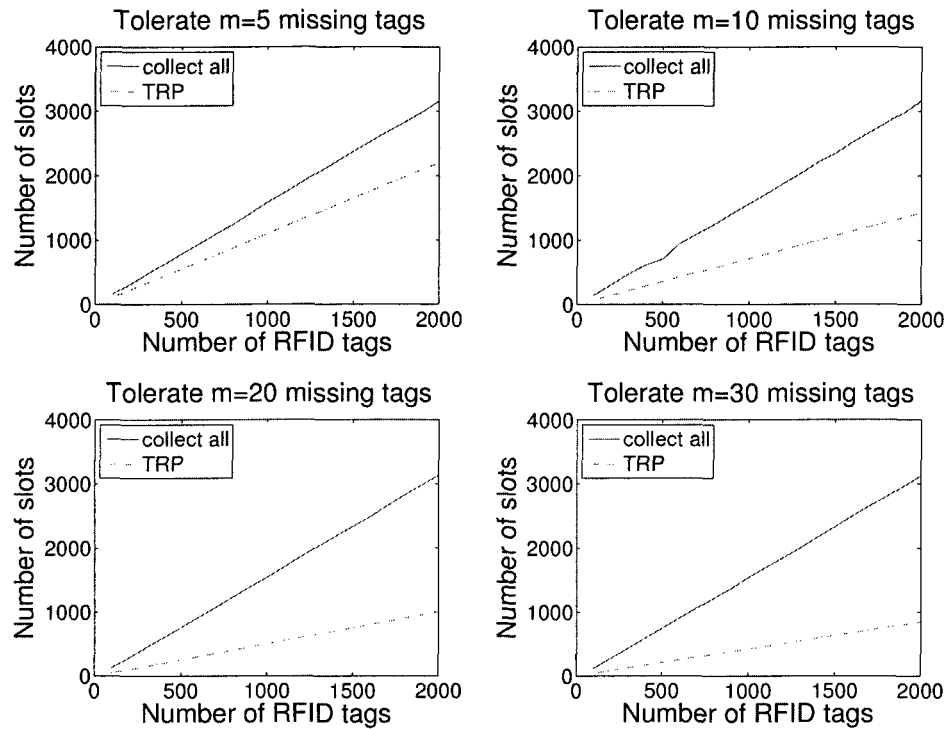 Tolerate m=5 missing tags
4000
3000
2000
1000
0
Number of slots
collect all
TRP
0 500 1000 1500 2000
Number of RFID tags
Tolerate m=10 missing tags
4000
3000
2000
1000
0
Number of slots
collect all
TRP
0 500 1000 1500 2000
Number of RFID tags
Tolerate m=20 missing tags
4000
3000
2000
1000
0
Number of slots
collect all
TRP
0 500 1000 1500 2000
Number of RFID tags
Tolerate m=30 missing tags
4000
3000
2000
1000
0
Number of slots
collect all
TRP
0 500 1000 1500 2000
Number of RFID tags